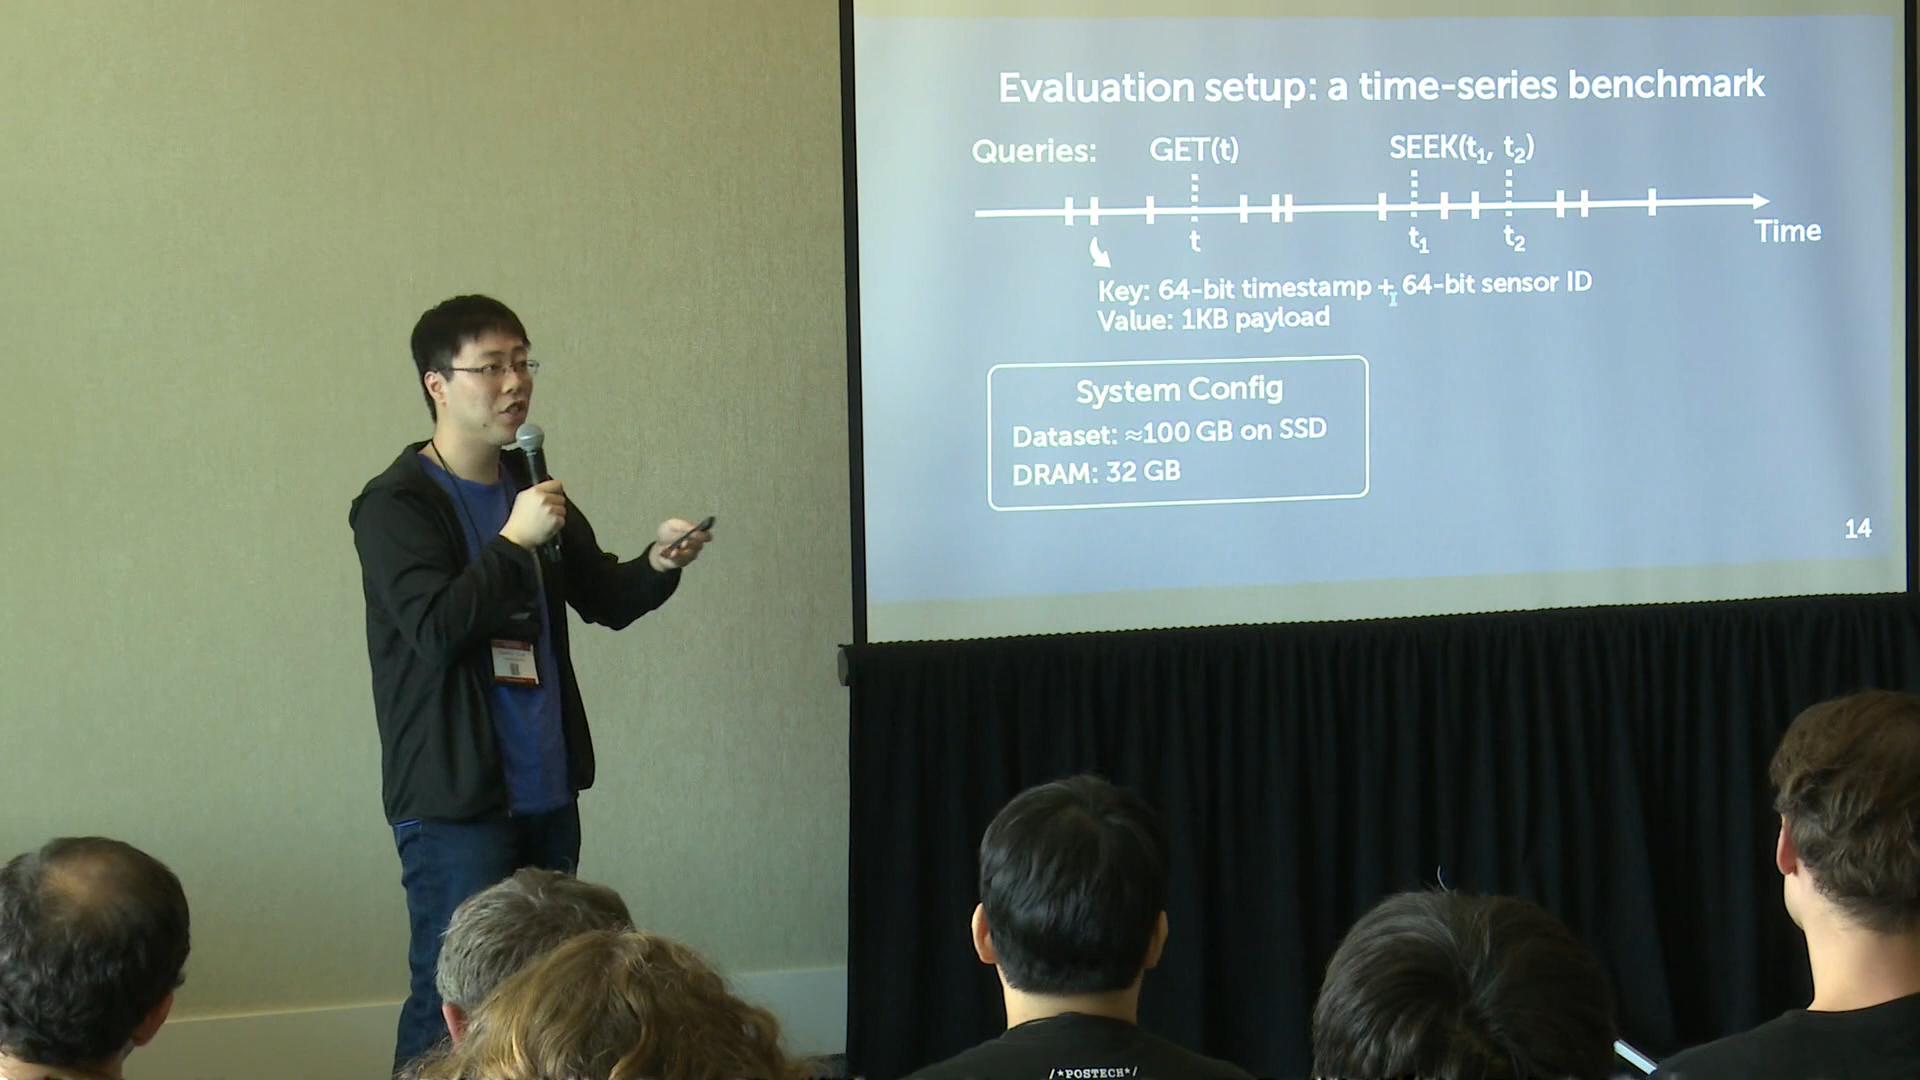 Evaluation setup: a time-series benchmark
Queries: GET(t) SEEK(t₁, t₂)
t t₁ t₂
Time
Key: 64-bit timestamp + 64-bit sensor ID
Value: 1KB payload
System Config
Dataset: ≈100 GB on SSD
DRAM: 32 GB
14
/*POSTECH*/